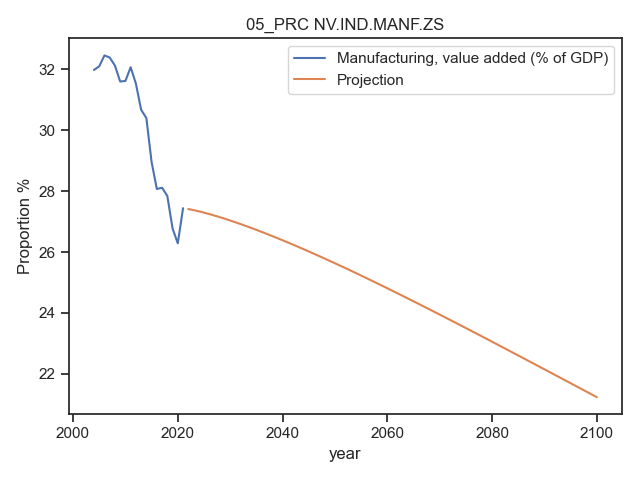 05_PRC NV.IND.MANF.ZS
Manufacturing, value added (% of GDP)
Projection
Proportion %
32
30
28
26
24
22
2000
2020
2040
2060
2080
2100
year